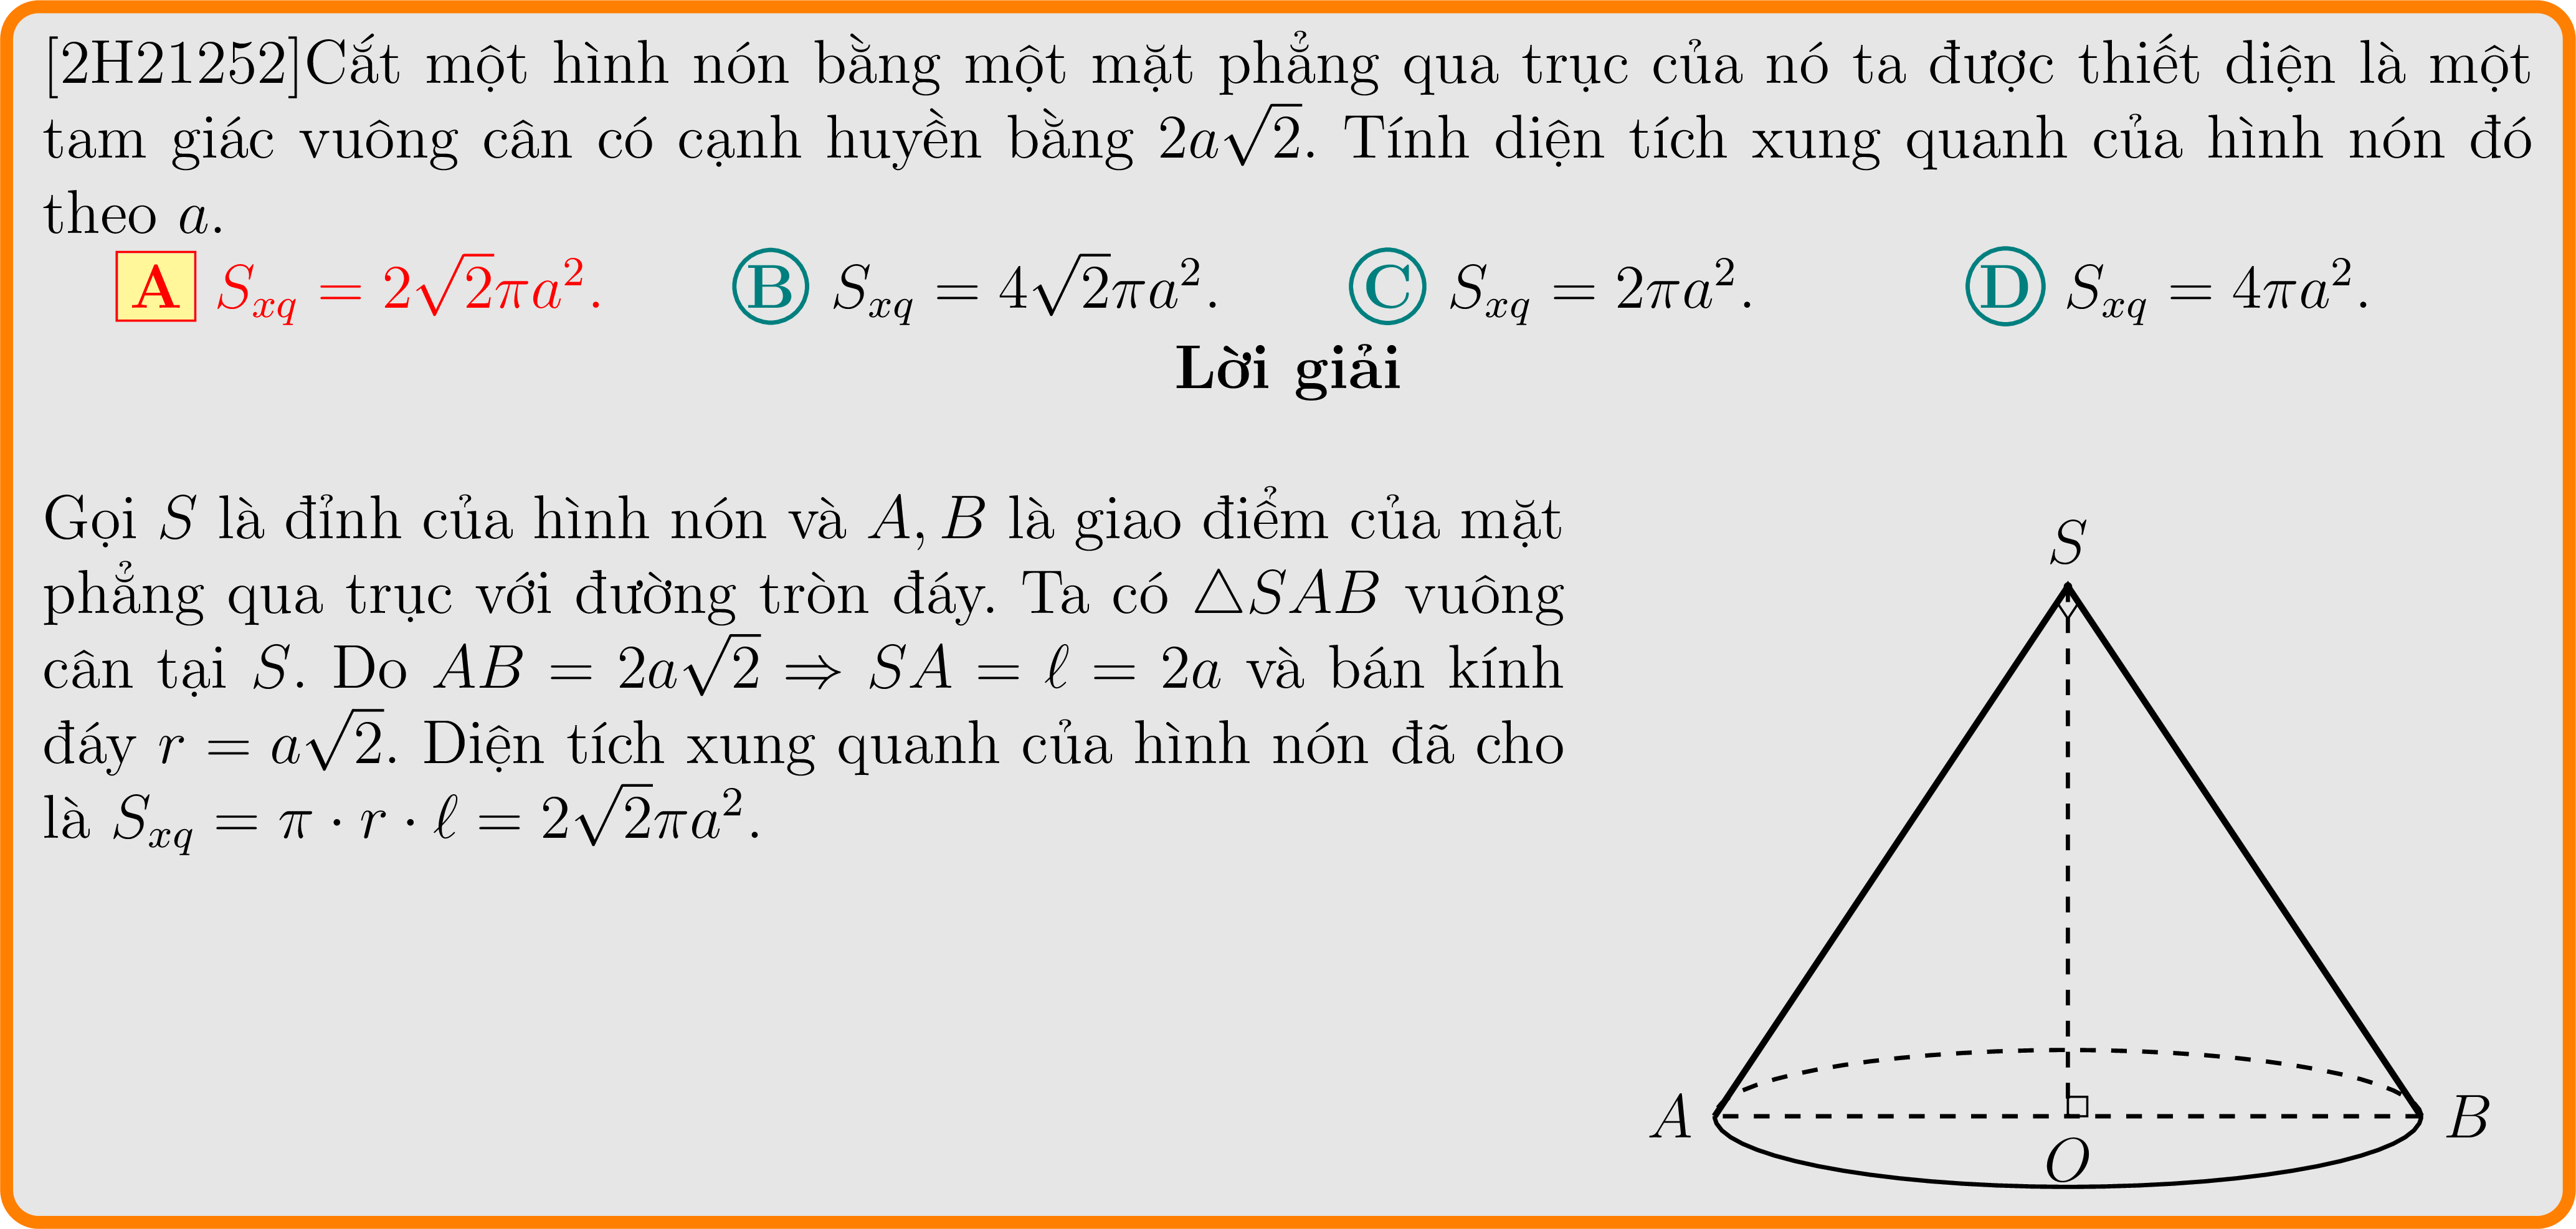 [2H21252]Cắt một hình nón bằng một mặt phẳng qua trục của nó ta được thiết diện là một
tam giác vuông cân có cạnh huyền bằng $2a\sqrt{2}$. Tính diện tích xung quanh của hình nón đó
theo $a$.
A $S_{xq} = 2\sqrt{2}\pi a^2$. B $S_{xq} = 4\sqrt{2}\pi a^2$. C $S_{xq} = 2\pi a^2$. D $S_{xq} = 4\pi a^2$.
Lời giải
Gọi $S$ là đỉnh của hình nón và $A, B$ là giao điểm của mặt
phẳng qua trục với đường tròn đáy. Ta có $\triangle SAB$ vuông
cân tại $S$. Do $AB = 2a\sqrt{2} \Rightarrow SA = \ell = 2a$ và bán kính
đáy $r = a\sqrt{2}$. Diện tích xung quanh của hình nón đã cho
là $S_{xq} = \pi \cdot r \cdot \ell = 2\sqrt{2}\pi a^2$.
S
A
B
O